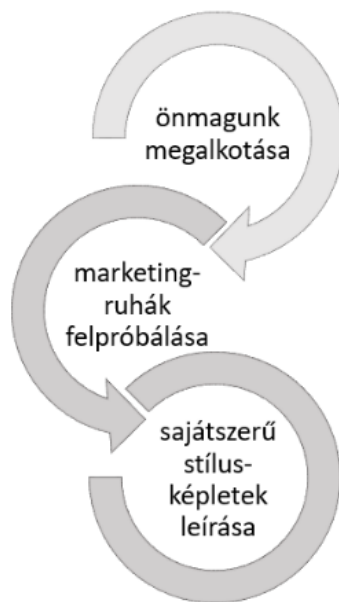 önmagunk
megalkotása
marketing-
ruhák
felpróbálása
sajátszerű
stílus-
képletek
leírása